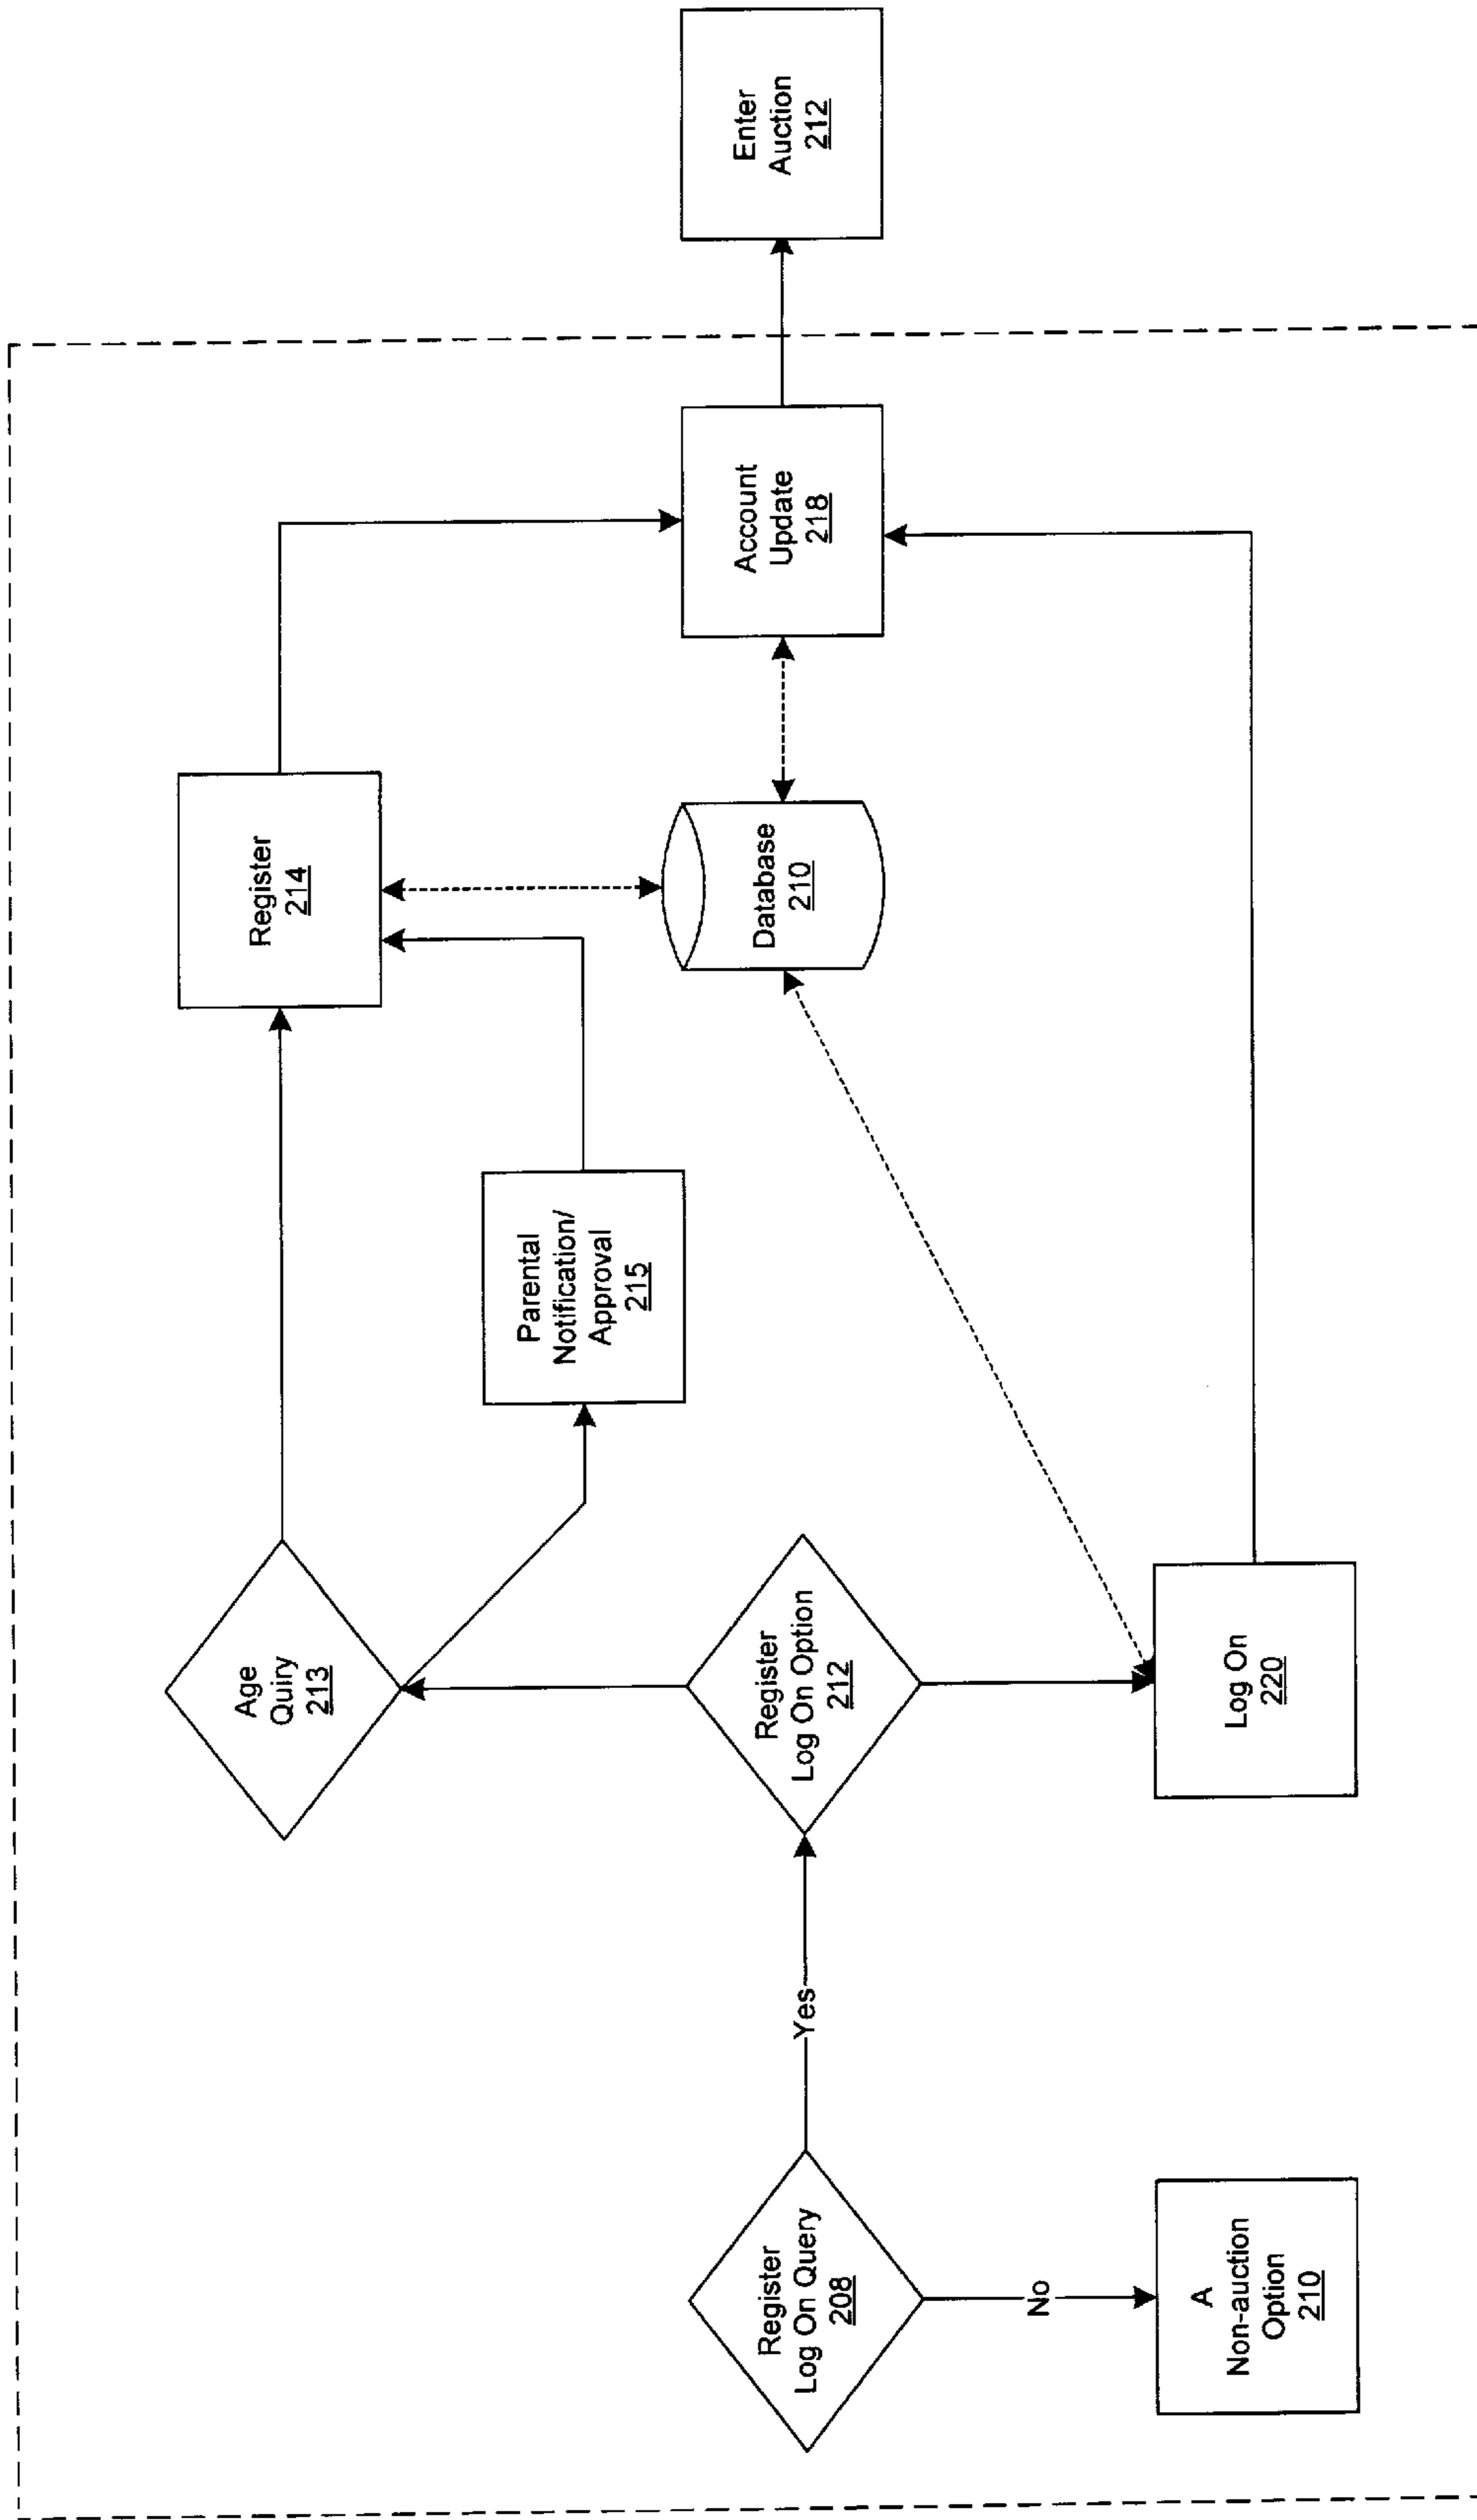 Age
Quiry
213
Register
214
Parental
Notification/
Approval
215
Register
Log On Query
208
Yes
Register
Log On Option
212
Database
210
Account
Update
218
Enter
Auction
212
No
A
Non-auction
Option
210
Log On
220